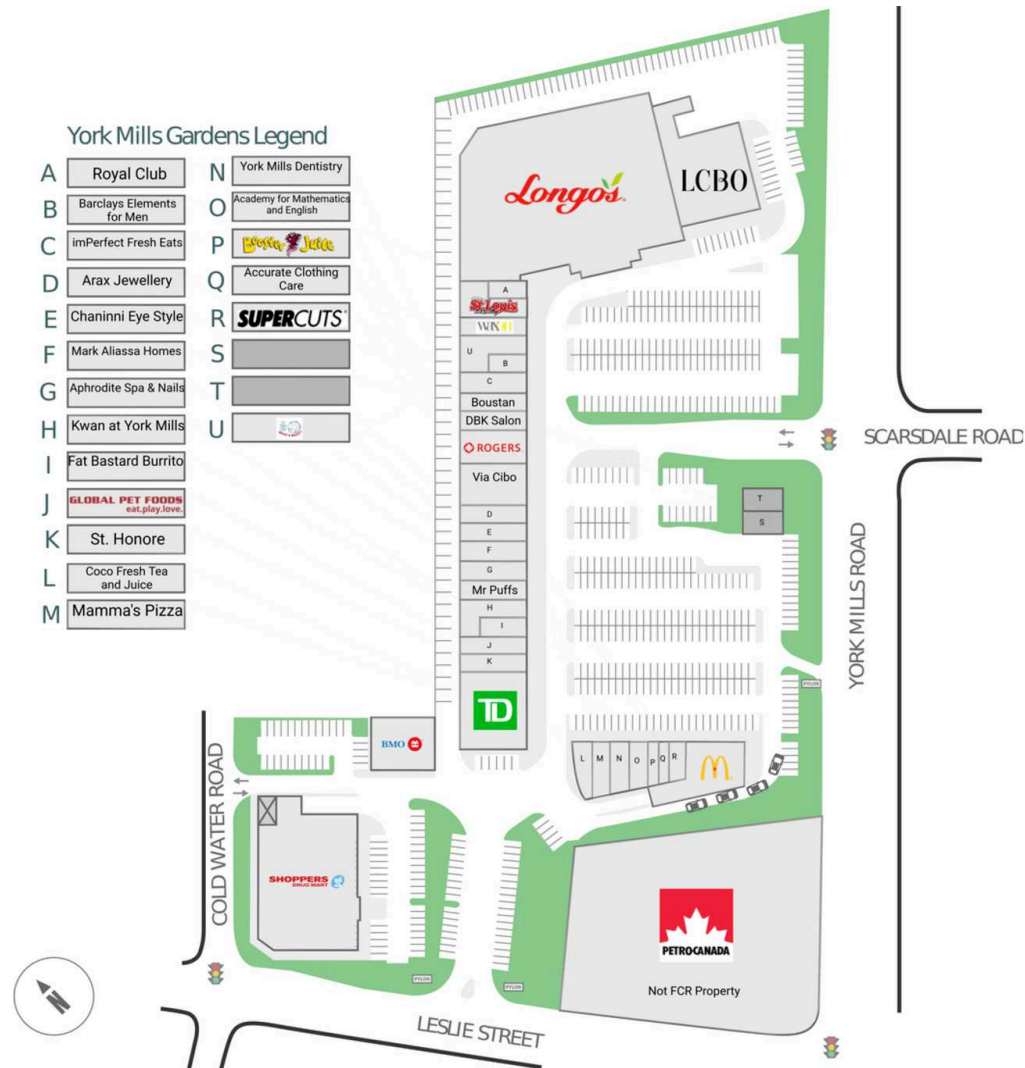 York Mills Gardens Legend
A Royal Club
B Barclays Elements
for Men
C imPerfect Fresh Eats
D Arax Jewellery
E Chaninni Eye Style
F Mark Aliassa Homes
G Aphrodite Spa & Nails
H Kwan at York Mills
I Fat Bastard Burrito
J GLOBAL PET FOODS
eat.play.love.
K St. Honore
L Coco Fresh Tea
and Juice
M Mamma's Pizza
N York Mills Dentistry
O Academy for Mathematics
and English
P Booster Juice
Q Accurate Clothing
Care
R SUPERCUTS
S
T
U
Longo's
LCBO
A
St. Louis
WAXON
U
B
C
Boustan
DBK Salon
ROGERS
Via Cibo
D
E
F
G
Mr Puffs
H
I
J
K
TD
BMO
L M N O P Q R
T
S
PYLON
SHOPPERS
DRUG MART
PETRO-CANADA
Not FCR Property
PYLON
PYLON
SCARSDALE ROAD
YORK MILLS ROAD
COLD WATER ROAD
LESLIE STREET
N